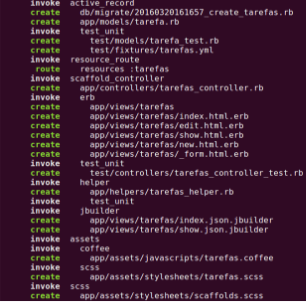 invoke active_record
create db/migrate/20160320161657_create_tarefas.rb
create app/models/tarefa.rb
invoke test_unit
create test/models/tarefa_test.rb
create test/fixtures/tarefas.yml
invoke resource_route
route resources :tarefas
invoke scaffold_controller
create app/controllers/tarefas_controller.rb
invoke erb
create app/views/tarefas
create app/views/tarefas/index.html.erb
create app/views/tarefas/edit.html.erb
create app/views/tarefas/show.html.erb
create app/views/tarefas/new.html.erb
create app/views/tarefas/_form.html.erb
invoke test_unit
create test/controllers/tarefas_controller_test.rb
invoke helper
create app/helpers/tarefas_helper.rb
invoke test_unit
invoke jbuilder
create app/views/tarefas/index.json.jbuilder
create app/views/tarefas/show.json.jbuilder
invoke assets
invoke coffee
create app/assets/javascripts/tarefas.coffee
invoke scss
create app/assets/stylesheets/tarefas.scss
invoke scss
create app/assets/stylesheets/scaffolds.scss